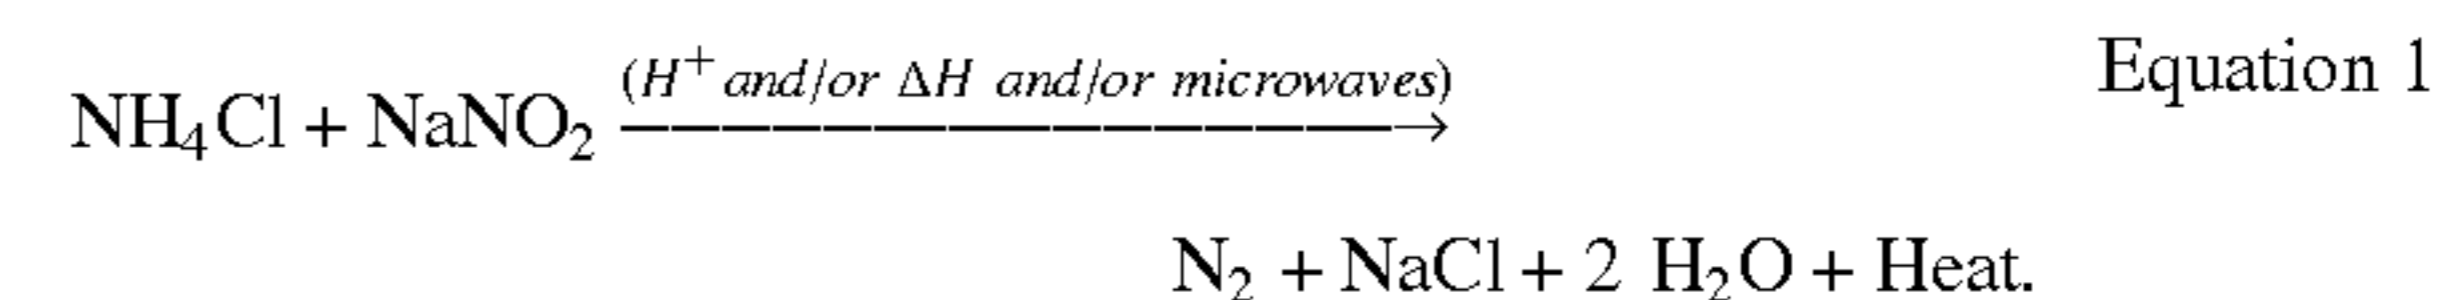 (H⁺ and/or ΔH and/or microwaves)
Equation 1
NH₄Cl + NaNO₂ ⟶
N₂ + NaCl + 2 H₂O + Heat.